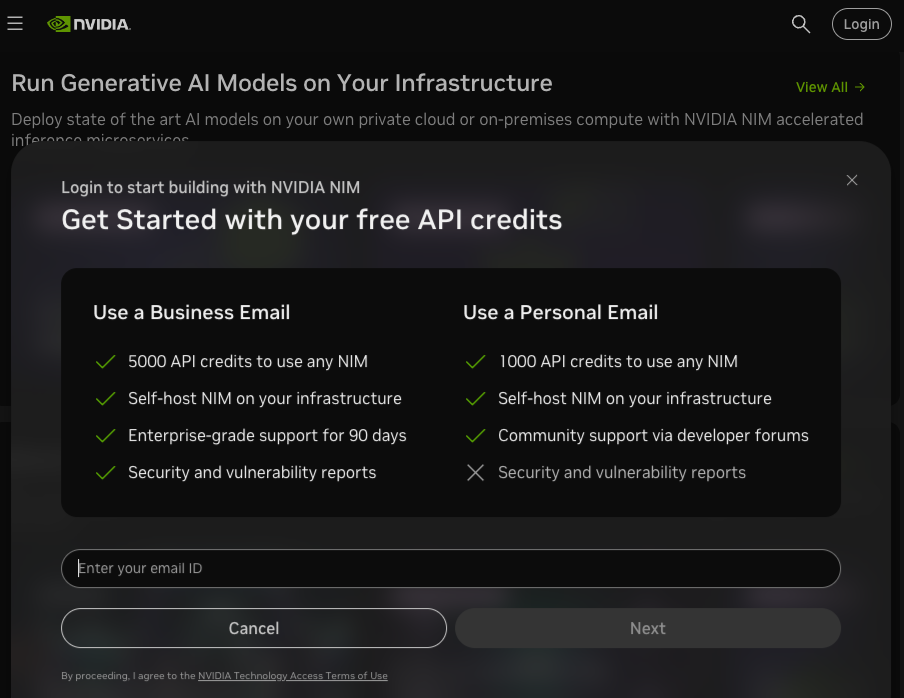 NVIDIA.
Login
Run Generative AI Models on Your Infrastructure
View All →
Deploy state of the art AI models on your own private cloud or on-premises compute with NVIDIA NIM accelerated
inference microservices
Login to start building with NVIDIA NIM
Get Started with your free API credits
Use a Business Email
5000 API credits to use any NIM
Self-host NIM on your infrastructure
Enterprise-grade support for 90 days
Security and vulnerability reports
Use a Personal Email
1000 API credits to use any NIM
Self-host NIM on your infrastructure
Community support via developer forums
Security and vulnerability reports
Enter your email ID
Cancel
Next
By proceeding, I agree to the NVIDIA Technology Access Terms of Use